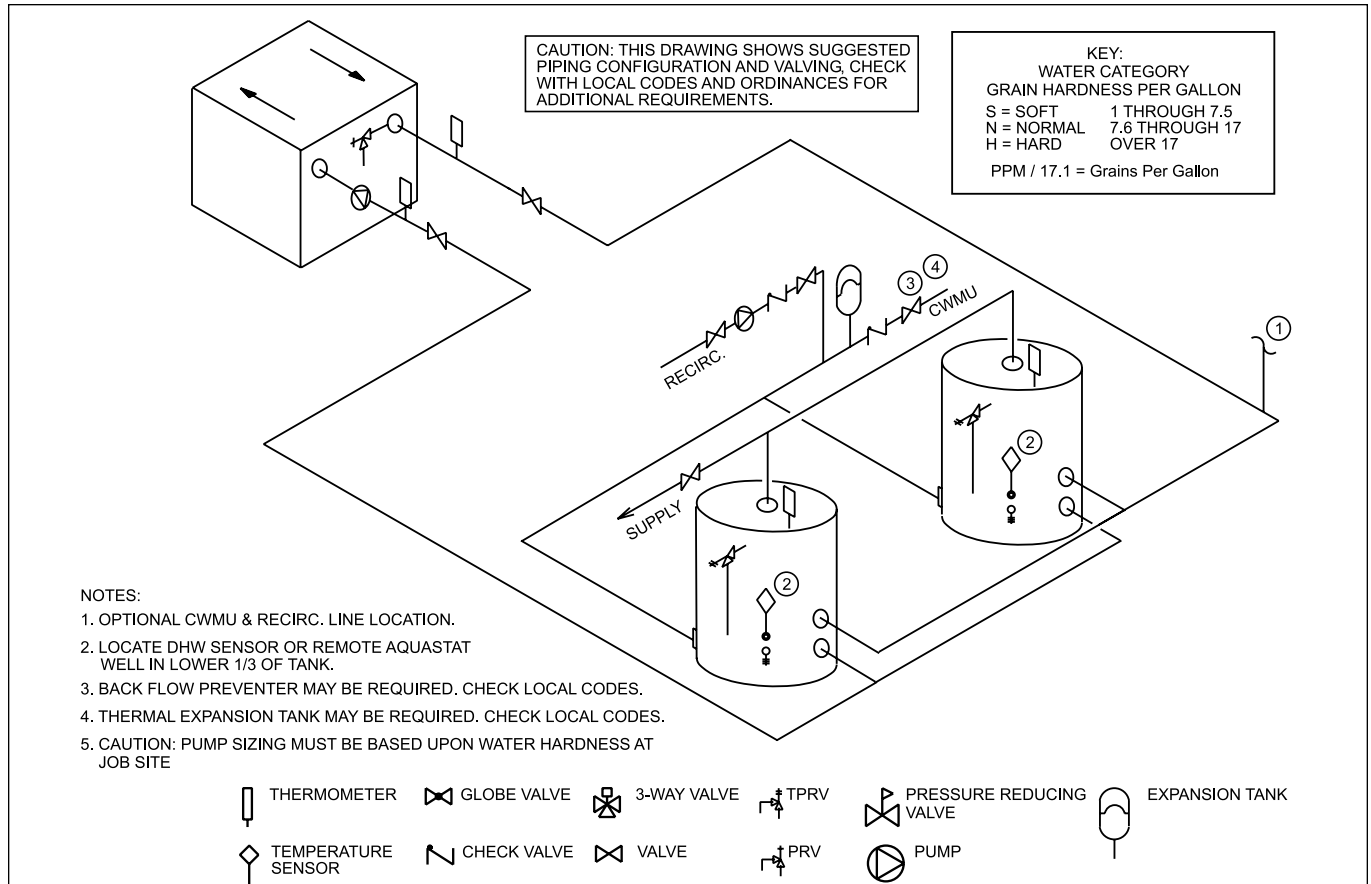 CAUTION: THIS DRAWING SHOWS SUGGESTED
PIPING CONFIGURATION AND VALVING, CHECK
WITH LOCAL CODES AND ORDINANCES FOR
ADDITIONAL REQUIREMENTS.
KEY:
WATER CATEGORY
GRAIN HARDNESS PER GALLON
S = SOFT 1 THROUGH 7.5
N = NORMAL 7.6 THROUGH 17
H = HARD OVER 17
PPM / 17.1 = Grains Per Gallon
3
4
CWMU
RECIRC.
1
2
SUPPLY
2
NOTES:
1. OPTIONAL CWMU & RECIRC. LINE LOCATION.
2. LOCATE DHW SENSOR OR REMOTE AQUASTAT
WELL IN LOWER 1/3 OF TANK.
3. BACK FLOW PREVENTER MAY BE REQUIRED. CHECK LOCAL CODES.
4. THERMAL EXPANSION TANK MAY BE REQUIRED. CHECK LOCAL CODES.
5. CAUTION: PUMP SIZING MUST BE BASED UPON WATER HARDNESS AT
JOB SITE
THERMOMETER
GLOBE VALVE
3-WAY VALVE
TPRV
PRESSURE REDUCING
VALVE
EXPANSION TANK
TEMPERATURE
SENSOR
CHECK VALVE
VALVE
PRV
PUMP